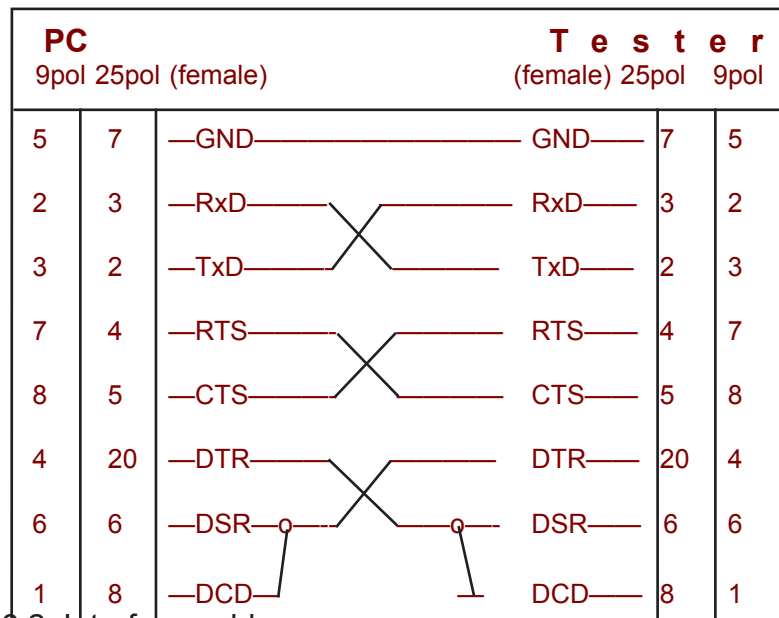 PC T e s t e r
9pol 25pol (female) (female) 25pol 9pol
5 7 GND GND 7 5
2 3 RxD RxD 3 2
3 2 TxD TxD 2 3
7 4 RTS RTS 4 7
8 5 CTS CTS 5 8
4 20 DTR DTR 20 4
6 6 DSR o o DSR 6 6
1 8 DCD DCD 8 1